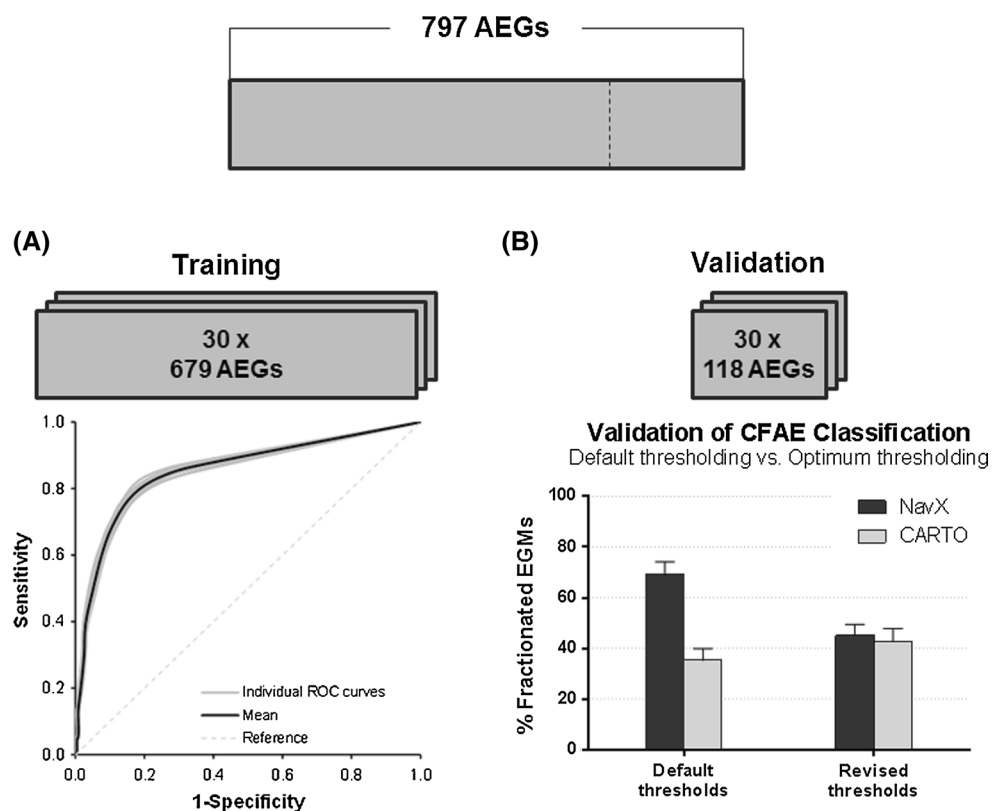 797 AEGs
(A)
Training
30 x
679 AEGs
1.0
0.8
0.6
0.4
0.2
0.0
Sensitivity
Individual ROC curves
Mean
Reference
0.0 0.2 0.4 0.6 0.8 1.0
1-Specificity
(B)
Validation
30 x
118 AEGs
Validation of CFAE Classification
Default thresholding vs. Optimum thresholding
100
80
60
40
20
0
% Fractionated EGMs
NavX
CARTO
Default
thresholds
Revised
thresholds